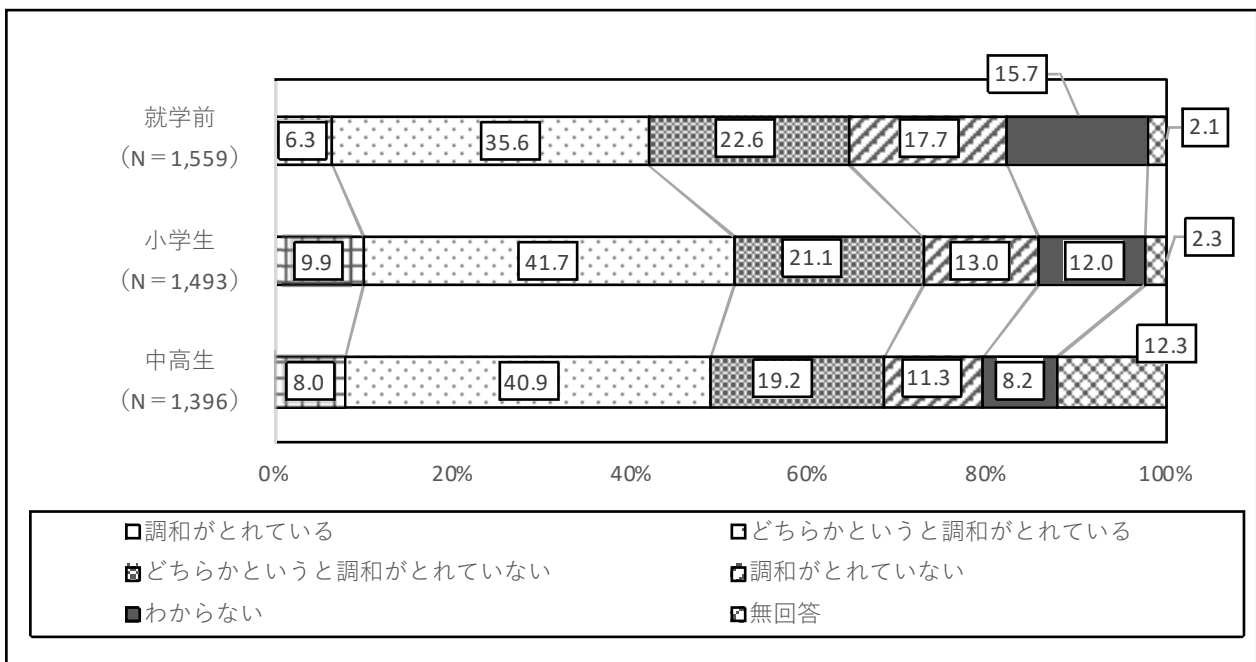 15.7
就学前
(N＝1,559)
6.3
35.6
22.6
17.7
2.1
小学生
(N＝1,493)
9.9
41.7
21.1
13.0
12.0
2.3
中高生
(N＝1,396)
8.0
40.9
19.2
11.3
8.2
12.3
0% 20% 40% 60% 80% 100%
調和がとれている どちらかというと調和がとれている
どちらかというと調和がとれていない 調和がとれていない
わからない 無回答